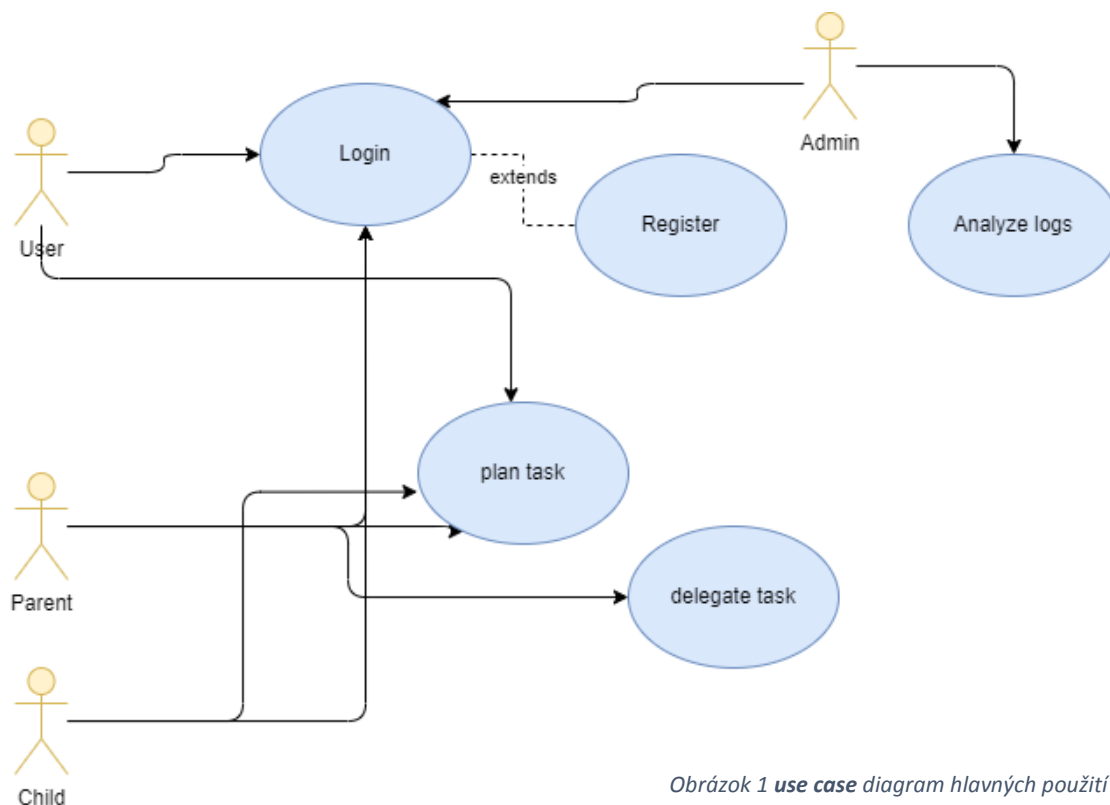 Admin
Login
User
extends
Register
Analyze logs
plan task
Parent
delegate task
Child
Obrázok 1 use case diagram hlavných použití